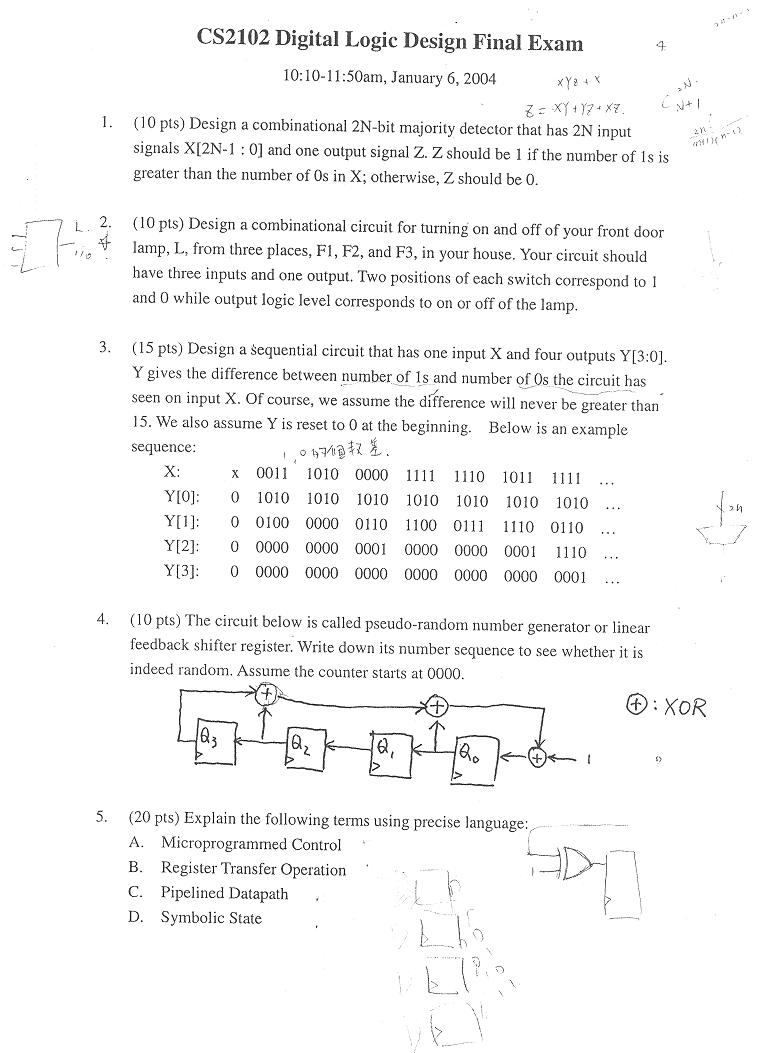 CS2102 Digital Logic Design Final Exam
4
10:10-11:50am, January 6, 2004
XYZ + X
Z = XY + YZ + XZ.
2N
N+1
1. (10 pts) Design a combinational 2N-bit majority detector that has 2N input
signals X[2N-1 : 0] and one output signal Z. Z should be 1 if the number of 1s is
greater than the number of 0s in X; otherwise, Z should be 0.
2. (10 pts) Design a combinational circuit for turning on and off of your front door
lamp, L, from three places, F1, F2, and F3, in your house. Your circuit should
have three inputs and one output. Two positions of each switch correspond to 1
and 0 while output logic level corresponds to on or off of the lamp.
L.
3. (15 pts) Design a sequential circuit that has one input X and four outputs Y[3:0].
Y gives the difference between number of 1s and number of 0s the circuit has
seen on input X. Of course, we assume the difference will never be greater than
15. We also assume Y is reset to 0 at the beginning. Below is an example
sequence:
X: x 0011 1010 0000 1111 1110 1011 1111 ...
Y[0]: 0 1010 1010 1010 1010 1010 1010 1010 ...
Y[1]: 0 0100 0000 0110 1100 0111 1110 0110 ...
Y[2]: 0 0000 0000 0001 0000 0000 0001 1110 ...
Y[3]: 0 0000 0000 0000 0000 0000 0000 0001 ...
4. (10 pts) The circuit below is called pseudo-random number generator or linear
feedback shifter register. Write down its number sequence to see whether it is
indeed random. Assume the counter starts at 0000.
+ + + : XOR
Q3 Q2 Q1 Q0 + 1
5. (20 pts) Explain the following terms using precise language:
A. Microprogrammed Control
B. Register Transfer Operation
C. Pipelined Datapath
D. Symbolic State